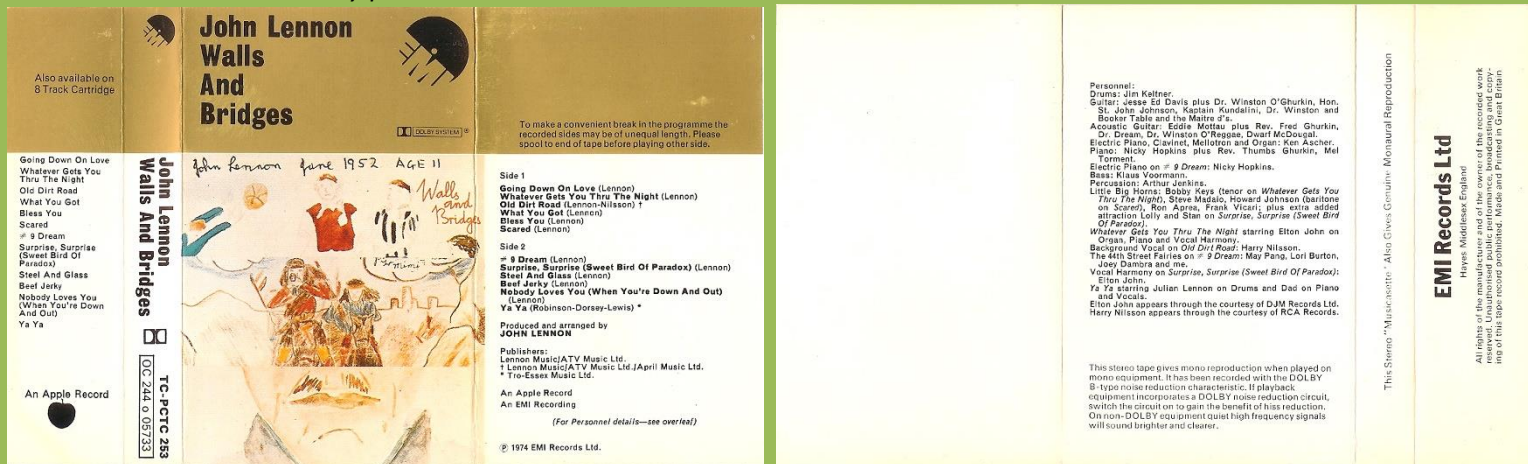 Also available on
8 Track Cartridge
Going Down On Love
Whatever Gets You
Thru The Night
Old Dirt Road
What You Got
Bless You
Scared
≠ 9 Dream
Surprise, Surprise
(Sweet Bird Of
Paradox)
Steel And Glass
Beef Jerky
Nobody Loves You
(When You're Down
And Out)
Ya Ya
An Apple Record
John Lennon
Walls And Bridges
TC-PCTC 253
OC 244 o 05733
John Lennon
Walls
And
Bridges
EMI
DOLBY SYSTEM ®
John Lennon June 1952 AGE 11
Walls
and
Bridges
To make a convenient break in the programme the
recorded sides may be of unequal length. Please
spool to end of tape before playing other side.
Side 1
Going Down On Love (Lennon)
Whatever Gets You Thru The Night (Lennon)
Old Dirt Road (Lennon-Nilsson) †
What You Got (Lennon)
Bless You (Lennon)
Scared (Lennon)
Side 2
≠ 9 Dream (Lennon)
Surprise, Surprise (Sweet Bird Of Paradox) (Lennon)
Steel And Glass (Lennon)
Beef Jerky (Lennon)
Nobody Loves You (When You're Down And Out)
(Lennon)
Ya Ya (Robinson-Dorsey-Lewis) *
Produced and arranged by
JOHN LENNON
Publishers:
Lennon Music/ATV Music Ltd.
† Lennon Music/ATV Music Ltd./April Music Ltd.
* Tro-Essex Music Ltd.
An Apple Record
An EMI Recording
(For Personnel details—see overleaf)
℗ 1974 EMI Records Ltd.
Personnel:
Drums: Jim Keltner.
Guitar: Jesse Ed Davis plus Dr. Winston O'Ghurkin, Hon.
St. John Johnson, Kaptain Kundalini, Dr. Winston and
Booker Table and the Maitre d's.
Acoustic Guitar: Eddie Mottau plus Rev. Fred Ghurkin,
Dr. Dream, Dr. Winston O'Reggae, Dwarf McDougal.
Electric Piano, Clavinet, Mellotron and Organ: Ken Ascher.
Piano: Nicky Hopkins plus Rev. Thumbs Ghurkin, Mel
Torment.
Electric Piano on ≠ 9 Dream: Nicky Hopkins.
Bass: Klaus Voormann.
Percussion: Arthur Jenkins.
Little Big Horns: Bobby Keys (tenor on Whatever Gets You
Thru The Night), Steve Madaio, Howard Johnson (baritone
on Scared), Ron Aprea, Frank Vicari; plus extra added
attraction Lolly and Stan on Surprise, Surprise (Sweet Bird
Of Paradox).
Whatever Gets You Thru The Night starring Elton John on
Organ, Piano and Vocal Harmony.
Background Vocal on Old Dirt Road: Harry Nilsson.
The 44th Street Fairies on ≠ 9 Dream: May Pang, Lori Burton,
Joey Dambra and me.
Vocal Harmony on Surprise, Surprise (Sweet Bird Of Paradox):
Elton John.
Ya Ya starring Julian Lennon on Drums and Dad on Piano
and Vocals.
Elton John appears through the courtesy of DJM Records Ltd.
Harry Nilsson appears through the courtesy of RCA Records.
This stereo tape gives mono reproduction when played on
mono equipment. It has been recorded with the DOLBY
B-type noise reduction characteristic. If playback
equipment incorporates a DOLBY noise reduction circuit,
switch the circuit on to gain the benefit of hiss reduction.
On non-DOLBY equipment quiet high frequency signals
will sound brighter and clearer.
This Stereo "Musicassette" Also Gives Genuine Monaural Reproduction
EMI Records Ltd
Hayes Middlesex England
All rights of the manufacturer and of the owner of the recorded work
reserved. Unauthorised public performance, broadcasting and copy-
ing of this tape record prohibited. Made and Printed in Great Britain